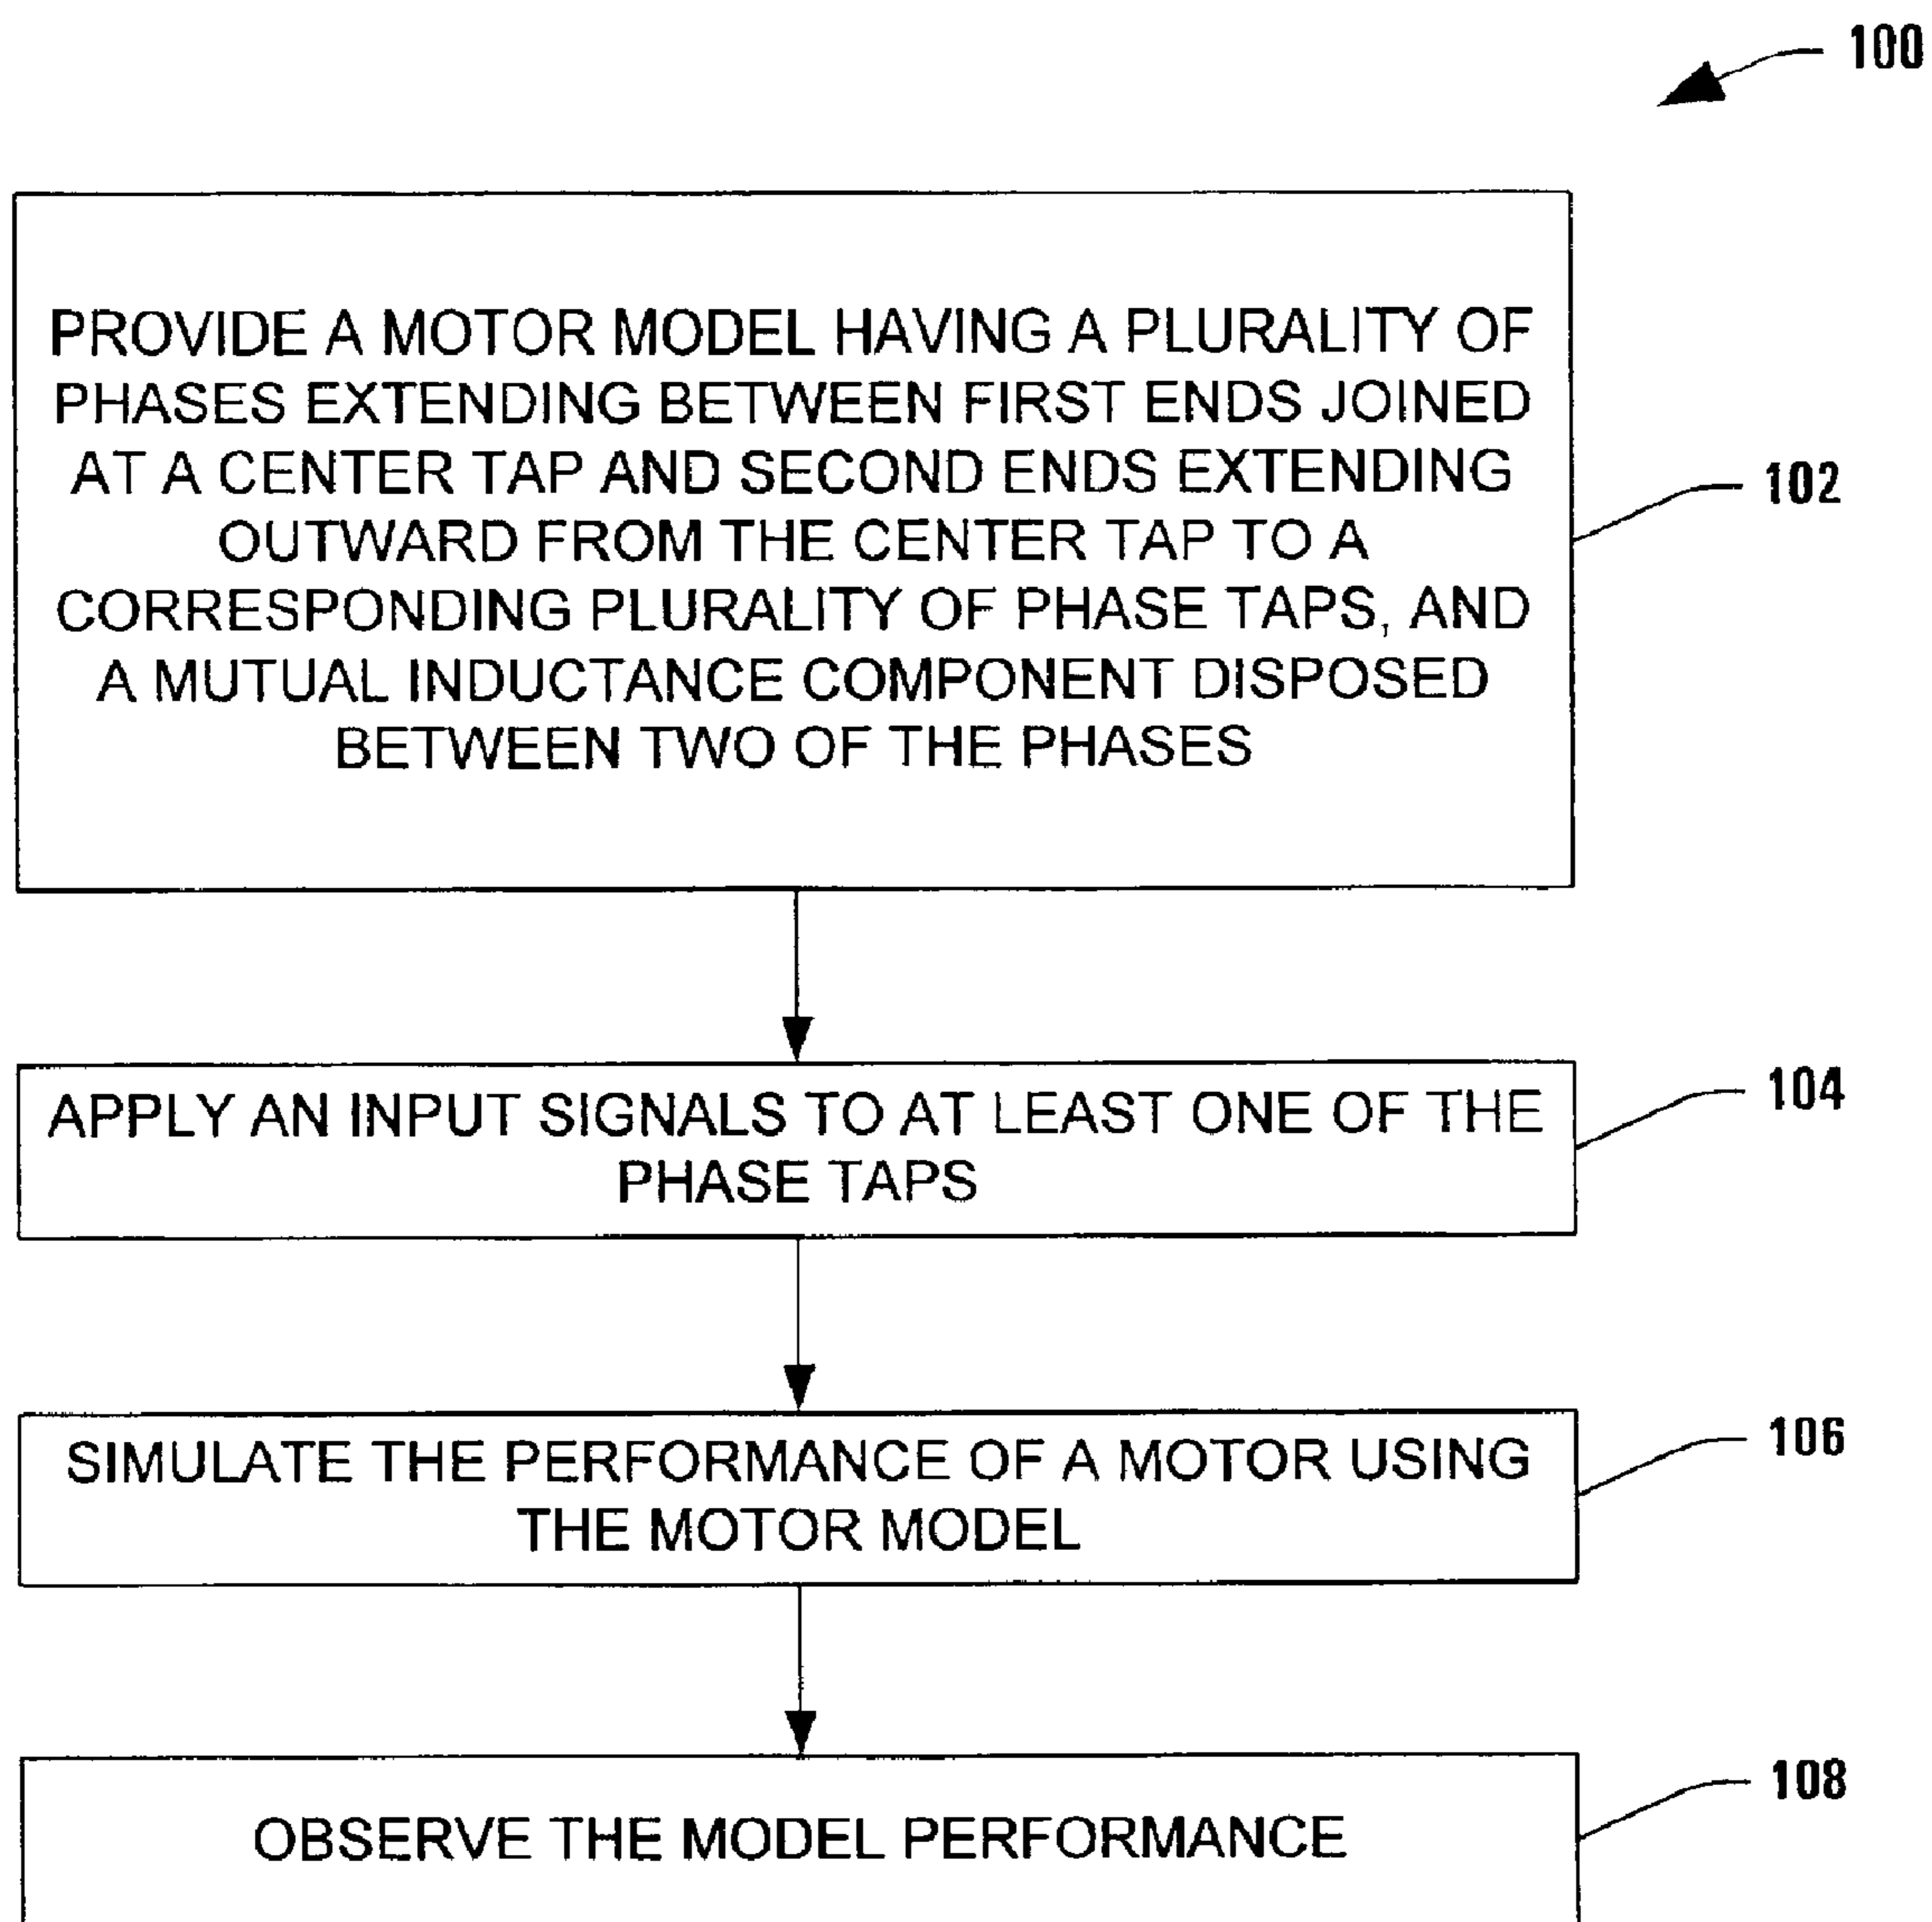 100
PROVIDE A MOTOR MODEL HAVING A PLURALITY OF
PHASES EXTENDING BETWEEN FIRST ENDS JOINED
AT A CENTER TAP AND SECOND ENDS EXTENDING
OUTWARD FROM THE CENTER TAP TO A
CORRESPONDING PLURALITY OF PHASE TAPS, AND
A MUTUAL INDUCTANCE COMPONENT DISPOSED
BETWEEN TWO OF THE PHASES
102
APPLY AN INPUT SIGNALS TO AT LEAST ONE OF THE
PHASE TAPS
104
SIMULATE THE PERFORMANCE OF A MOTOR USING
THE MOTOR MODEL
106
OBSERVE THE MODEL PERFORMANCE
108